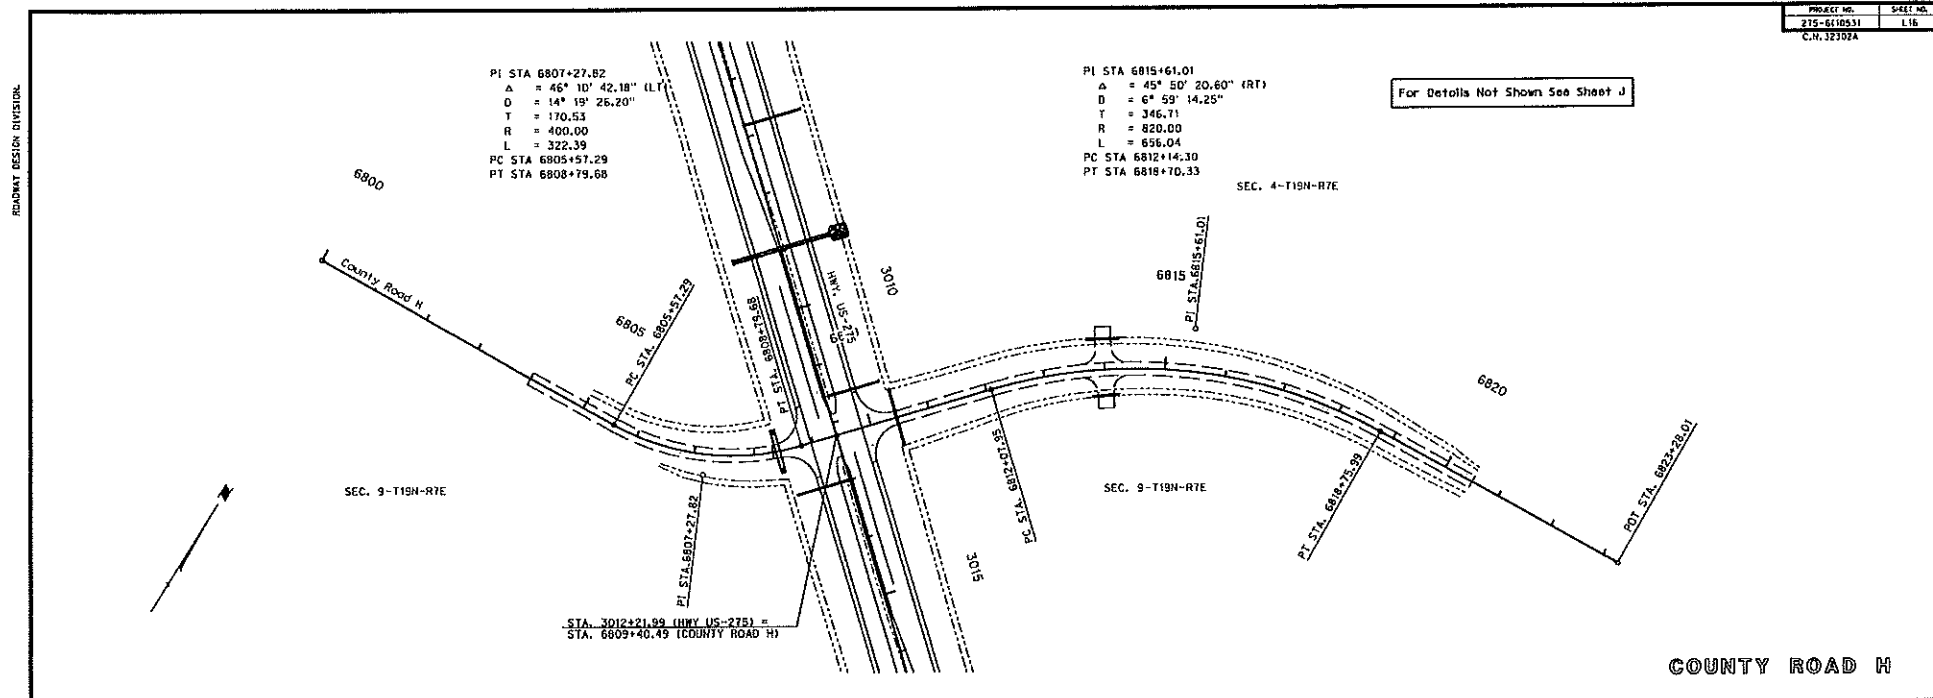 PROJECT NO. SHEET NO.
275-6(1053) L16
C.N. 32302A
ROADWAY DESIGN DIVISION.
PI STA 6807+27.82
Δ = 46° 10' 42.18" (LT)
D = 14° 19' 26.20"
T = 170.53
R = 400.00
L = 322.39
PC STA 6805+57.29
PT STA 6808+79.68
PI STA 6815+61.01
Δ = 45° 50' 20.60" (RT)
D = 6° 59' 14.25"
T = 346.71
R = 820.00
L = 656.04
PC STA 6812+14.30
PT STA 6818+70.33
For Details Not Shown See Sheet J
SEC. 4-T19N-R7E
6800
County Road H
6805
PC STA. 6805+57.29
PT STA. 6808+79.68
HWY. US-275
3010
6815
PI STA. 6815+61.01
6820
PC STA. 6812+07.95
PT STA. 6818+75.99
POT STA. 6823+28.01
SEC. 9-T19N-R7E
SEC. 9-T19N-R7E
PI STA. 6807+27.82
3015
STA. 3012+21.99 (HWY US-275) =
STA. 6809+40.49 (COUNTY ROAD H)
COUNTY ROAD H